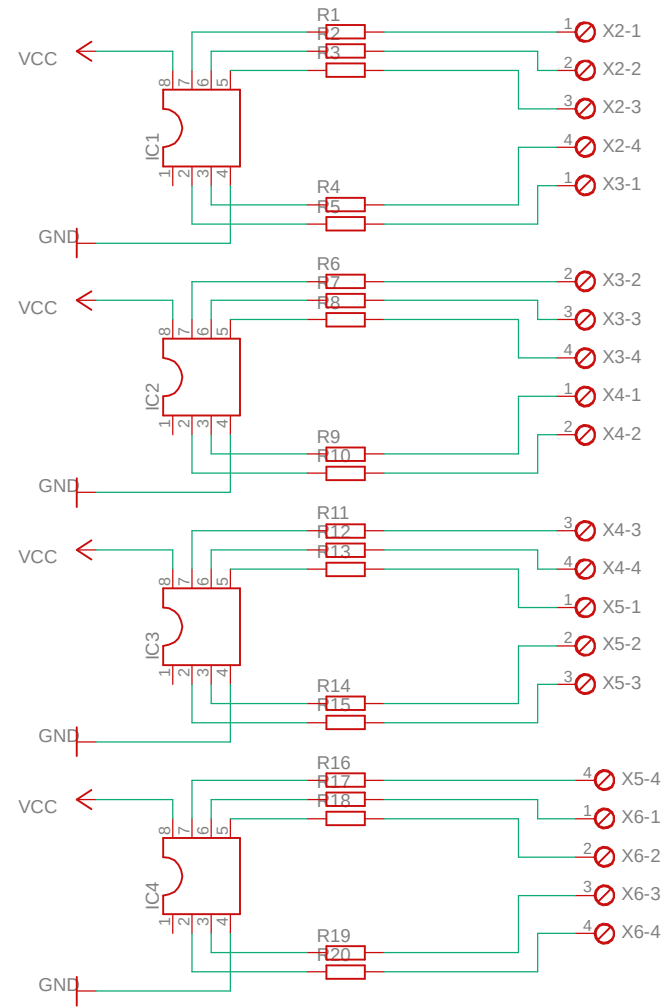 R1
1 X2-1
R2
VCC
R3
2 X2-2
8 7 6 5
3 X2-3
IC1
4 X2-4
1 2 3 4
R4
1 X3-1
R5
GND
R6
2 X3-2
R7
VCC
R8
3 X3-3
8 7 6 5
4 X3-4
IC2
1 X4-1
1 2 3 4
R9
2 X4-2
R10
GND
R11
3 X4-3
R12
VCC
R13
4 X4-4
8 7 6 5
1 X5-1
IC3
2 X5-2
1 2 3 4
R14
3 X5-3
R15
GND
R16
4 X5-4
R17
VCC
R18
1 X6-1
8 7 6 5
2 X6-2
IC4
3 X6-3
1 2 3 4
R19
4 X6-4
R20
GND